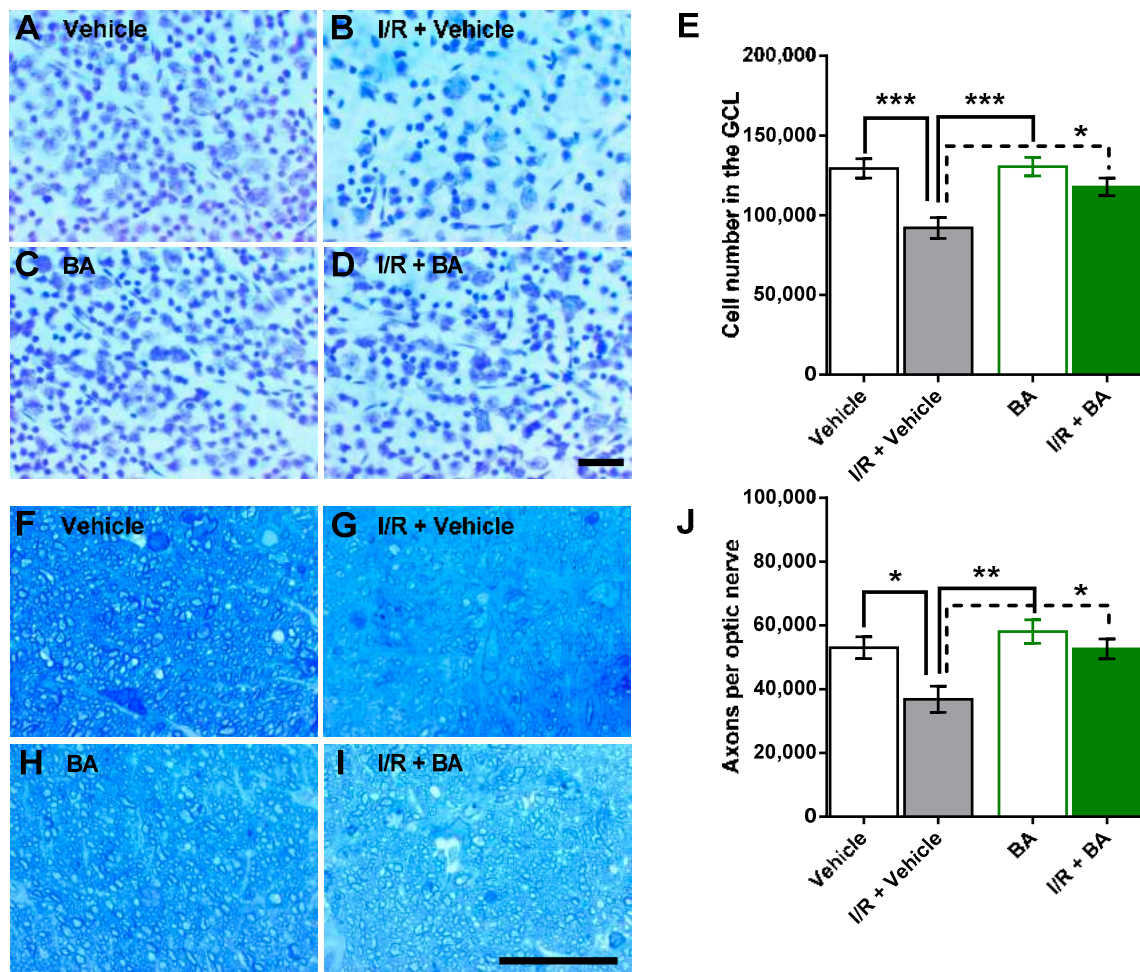 A Vehicle
B I/R + Vehicle
C BA
D I/R + BA
E
Cell number in the GCL
200,000
150,000
100,000
50,000
0
***
***
*
Vehicle
I/R + Vehicle
BA
I/R + BA
F Vehicle
G I/R + Vehicle
H BA
I I/R + BA
J
Axons per optic nerve
100,000
80,000
60,000
40,000
20,000
0
*
**
*
Vehicle
I/R + Vehicle
BA
I/R + BA